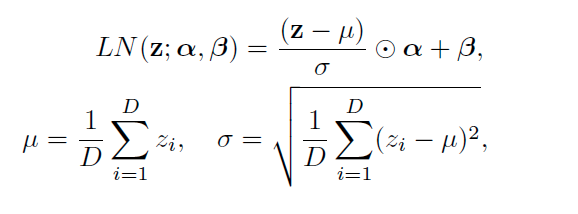 LN(𝐳; 𝜶, 𝜷) = (𝐳 − μ) / σ ⊙ 𝜶 + 𝜷,
μ = 1/D ∑_{i=1}^{D} z_i, σ = √(1/D ∑_{i=1}^{D} (z_i − μ)²),